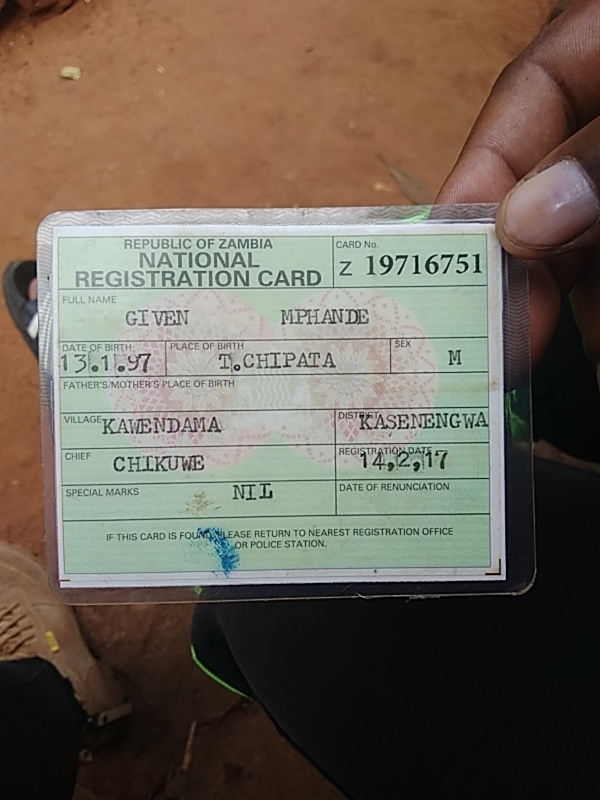 REPUBLIC OF ZAMBIA
NATIONAL
REGISTRATION CARD
CARD No.
Z 19716751
FULL NAME
GIVEN MPHANDE
DATE OF BIRTH
13.1.97
PLACE OF BIRTH
T.CHIPATA
SEX
M
FATHER'S/MOTHER'S PLACE OF BIRTH
VILLAGE KAWENDAMA
DISTRICT KASENENGWA
CHIEF CHIKUWE
REGISTRATION DATE
14,2,17
SPECIAL MARKS NIL
DATE OF RENUNCIATION
IF THIS CARD IS FOUND, PLEASE RETURN TO NEAREST REGISTRATION OFFICE
OR POLICE STATION.